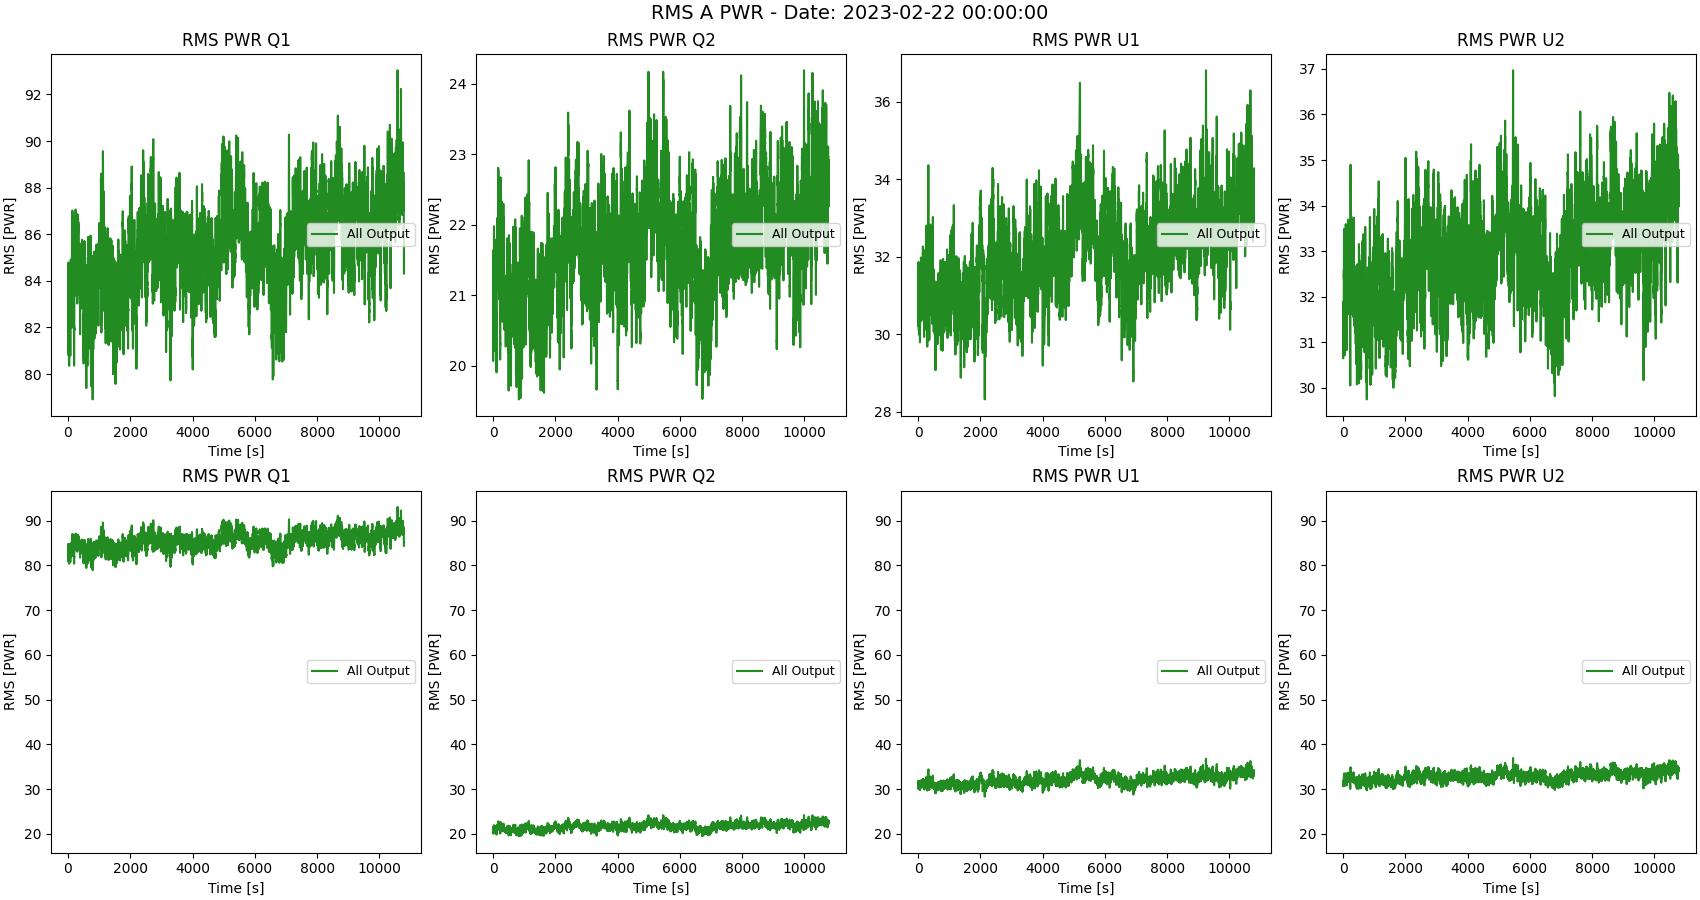 RMS A PWR - Date: 2023-02-22 00:00:00
RMS PWR Q1
RMS [PWR]
92
90
88
86
84
82
80
All Output
0 2000 4000 6000 8000 10000
Time [s]
RMS PWR Q2
RMS [PWR]
24
23
22
21
20
All Output
0 2000 4000 6000 8000 10000
Time [s]
RMS PWR U1
RMS [PWR]
36
34
32
30
28
All Output
0 2000 4000 6000 8000 10000
Time [s]
RMS PWR U2
RMS [PWR]
37
36
35
34
33
32
31
30
All Output
0 2000 4000 6000 8000 10000
Time [s]
RMS PWR Q1
RMS [PWR]
90
80
70
60
50
40
30
20
All Output
0 2000 4000 6000 8000 10000
Time [s]
RMS PWR Q2
RMS [PWR]
90
80
70
60
50
40
30
20
All Output
0 2000 4000 6000 8000 10000
Time [s]
RMS PWR U1
RMS [PWR]
90
80
70
60
50
40
30
20
All Output
0 2000 4000 6000 8000 10000
Time [s]
RMS PWR U2
RMS [PWR]
90
80
70
60
50
40
30
20
All Output
0 2000 4000 6000 8000 10000
Time [s]